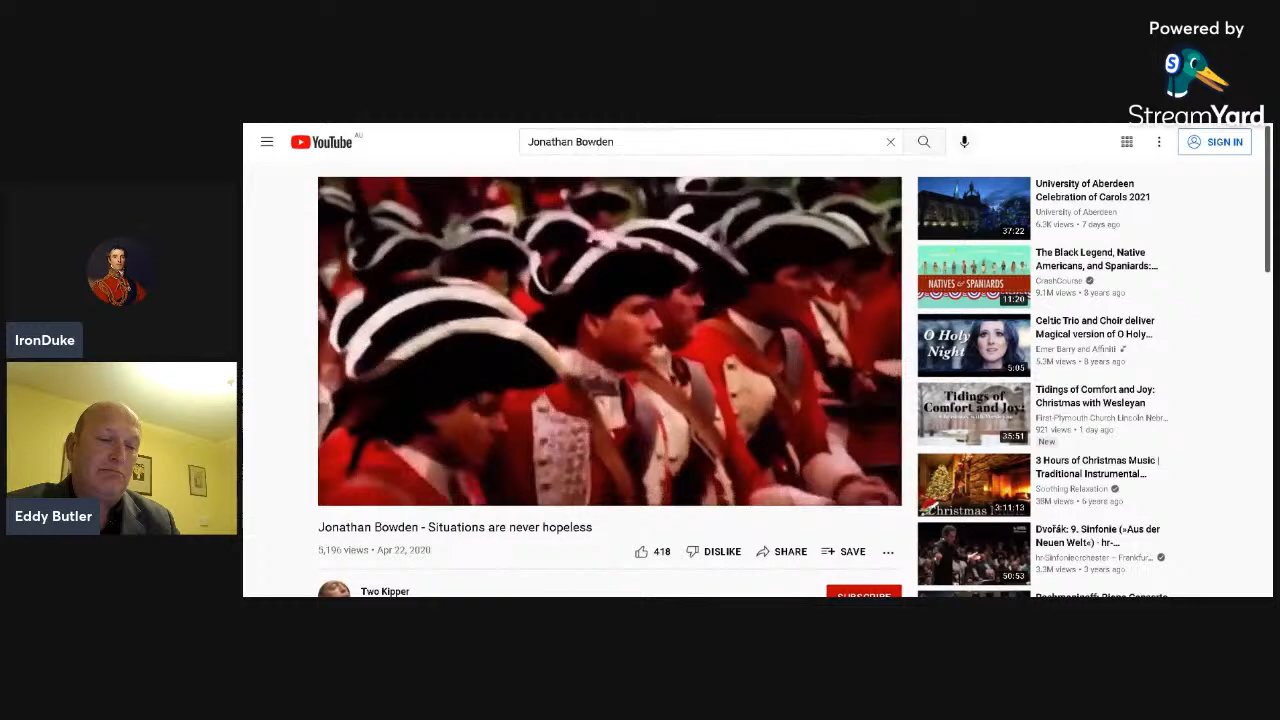 Powered by
S
StreamYard
YouTube AU
Jonathan Bowden
SIGN IN
University of Aberdeen
Celebration of Carols 2021
University of Aberdeen
6.3K views • 7 days ago
37:22
The Black Legend, Native
Americans, and Spaniards:...
CrashCourse
9.1M views • 8 years ago
NATIVES & SPANIARDS
11:20
Celtic Trio and Choir deliver
Magical version of O Holy...
Emer Barry and Affiniti
5.3M views • 8 years ago
O HOLY
NIGHT
5:05
Tidings of Comfort and Joy:
Christmas with Wesleyan
First-Plymouth Church Lincoln Nebr...
921 views • 1 day ago
New
Tidings of
Comfort and Joy:
35:51
3 Hours of Christmas Music |
Traditional Instrumental...
Soothing Relaxation
38M views • 6 years ago
Christmas
3:11:13
Dvořák: 9. Sinfonie (»Aus der
Neuen Welt«) · hr-...
hr-Sinfonieorchester – Frankfur...
3.3M views • 3 years ago
50:53
IronDuke
Eddy Butler
Jonathan Bowden - Situations are never hopeless
5,196 views • Apr 22, 2020
418 DISLIKE SHARE SAVE ...
Two Kipper
SUBSCRIBE